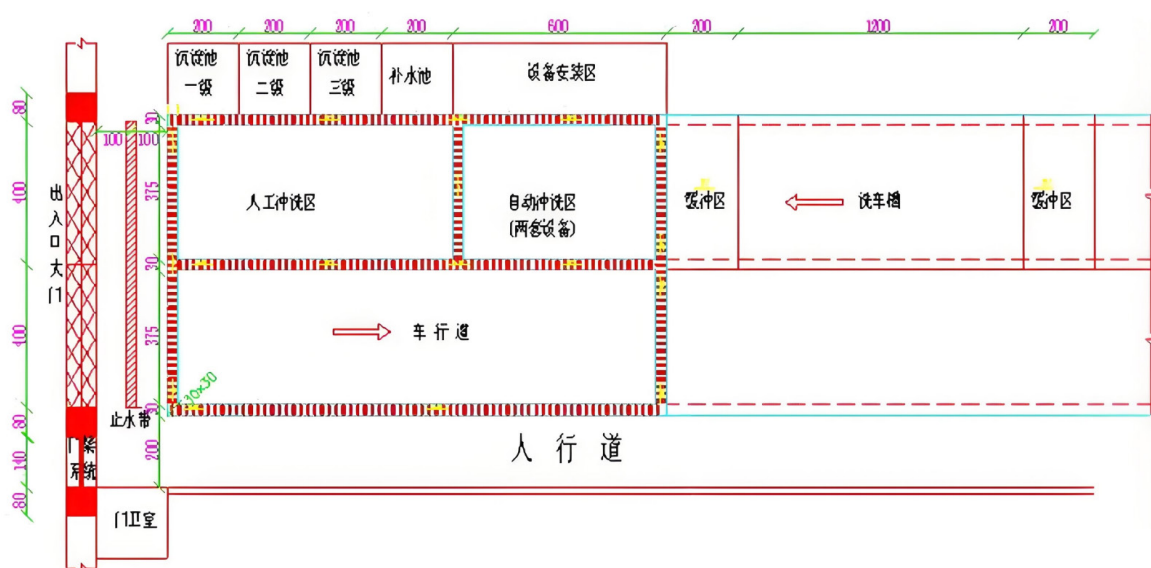 200 200 200 200 600 200 1200 200
沉淀池
一级
沉淀池
二级
沉淀池
三级
补水池
设备安装区
80
30
100 100
400
375
出入口大门
人工冲洗区
自动冲洗区
(两套设备)
缓冲区
洗车槽
缓冲区
30
400
375
车行道
30×30
30
止水带
80
人行道
200
门禁
系统
110
80
门卫室